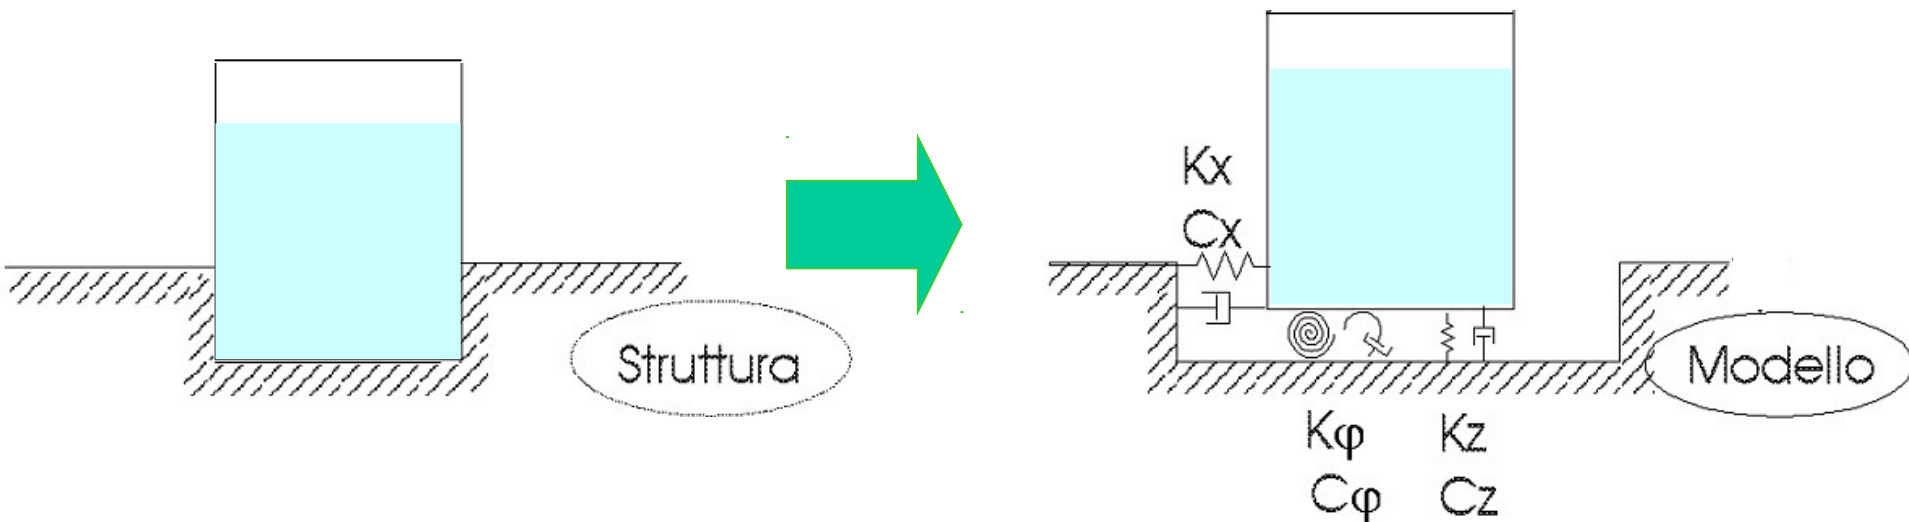 Struttura
Kx
Cx
Kφ
Cφ
Kz
Cz
Modello